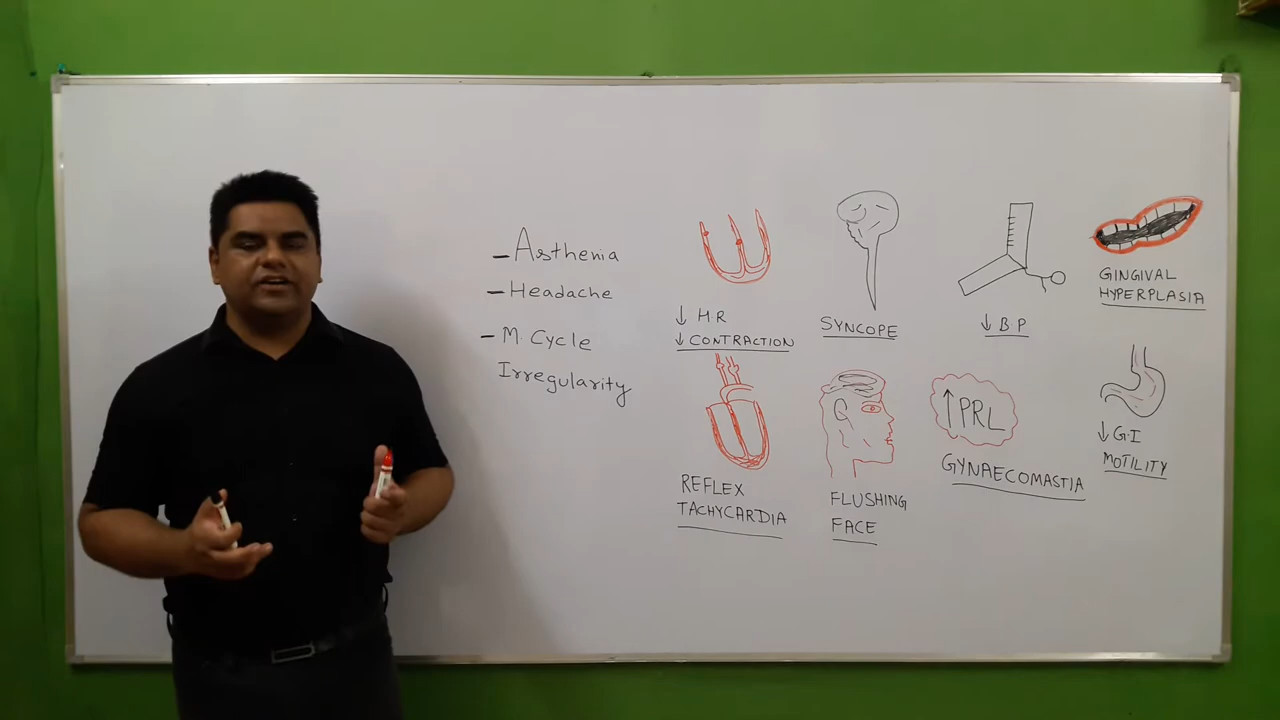 – Asthenia
– Headache
– M. Cycle
Irregularity
↓ H.R
↓ CONTRACTION
SYNCOPE
↓ B.P
GINGIVAL
HYPERPLASIA
REFLEX
TACHYCARDIA
FLUSHING
FACE
↑PRL
GYNAECOMASTIA
↓ G.I
MOTILITY